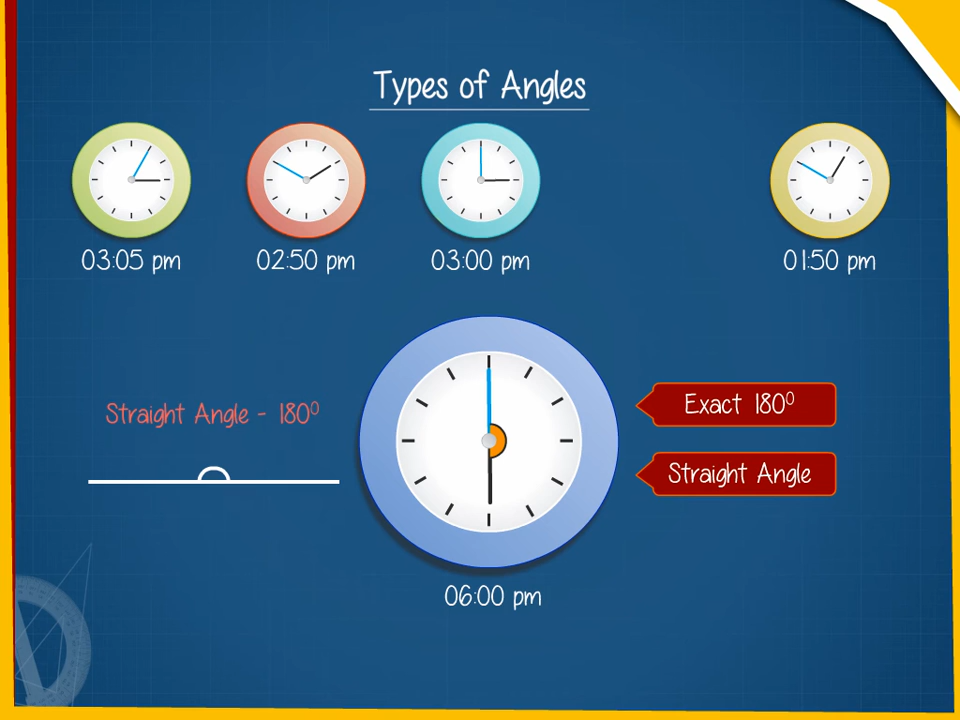 Types of Angles
03:05 pm
02:50 pm
03:00 pm
01:50 pm
Straight Angle - 180⁰
Exact 180⁰
Straight Angle
06:00 pm